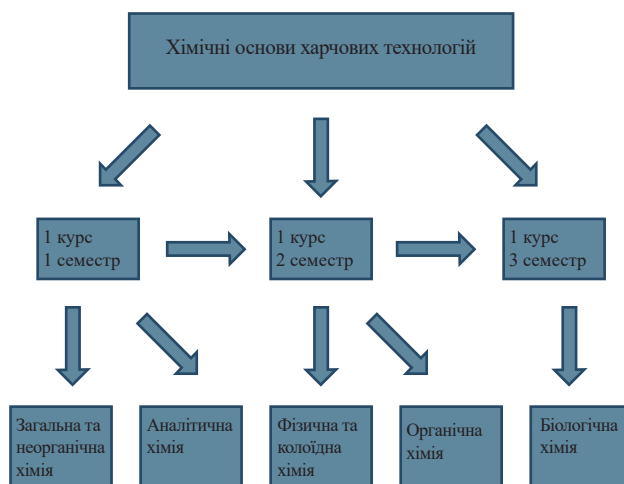 Хімічні основи харчових технологій
1 курс
1 семестр
1 курс
2 семестр
1 курс
3 семестр
Загальна та
неорганічна
хімія
Аналітична
хімія
Фізична та
колоїдна
хімія
Органічна
хімія
Біологічна
хімія